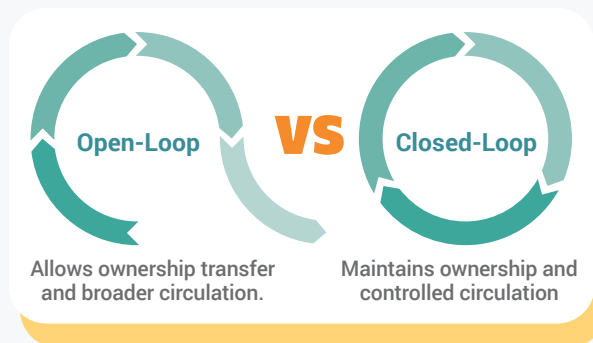 Open-Loop
VS
Closed-Loop
Allows ownership transfer
and broader circulation.
Maintains ownership and
controlled circulation